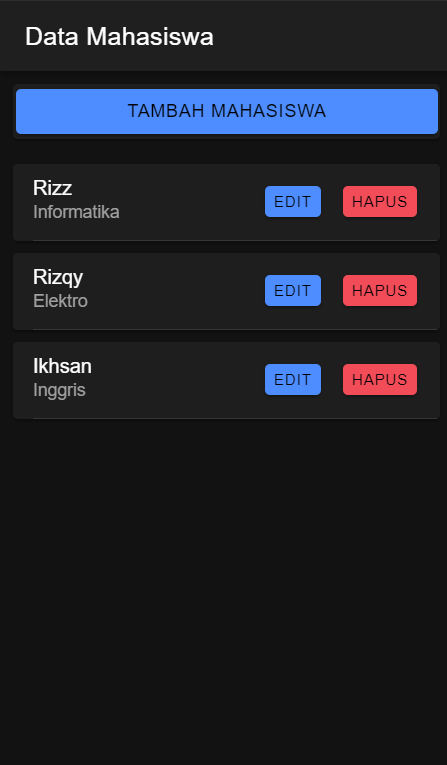 Data Mahasiswa
TAMBAH MAHASISWA
Rizz
Informatika
EDIT HAPUS
Rizqy
Elektro
EDIT HAPUS
Ikhsan
Inggris
EDIT HAPUS